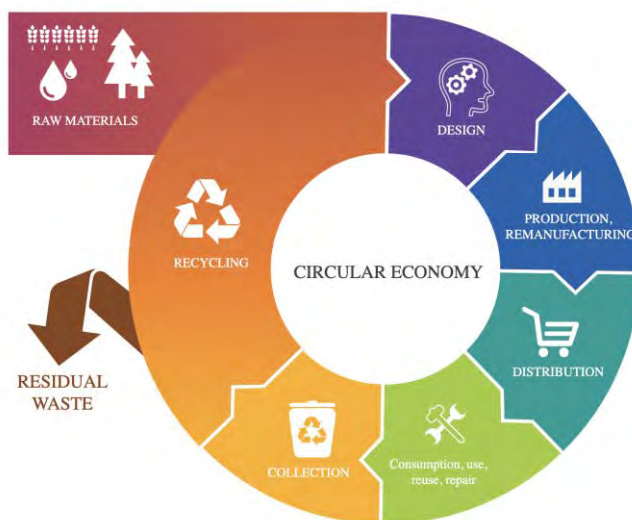 RAW MATERIALS
DESIGN
PRODUCTION,
REMANUFACTURING
RECYCLING
CIRCULAR ECONOMY
DISTRIBUTION
RESIDUAL
WASTE
COLLECTION
Consumption, use,
reuse, repair